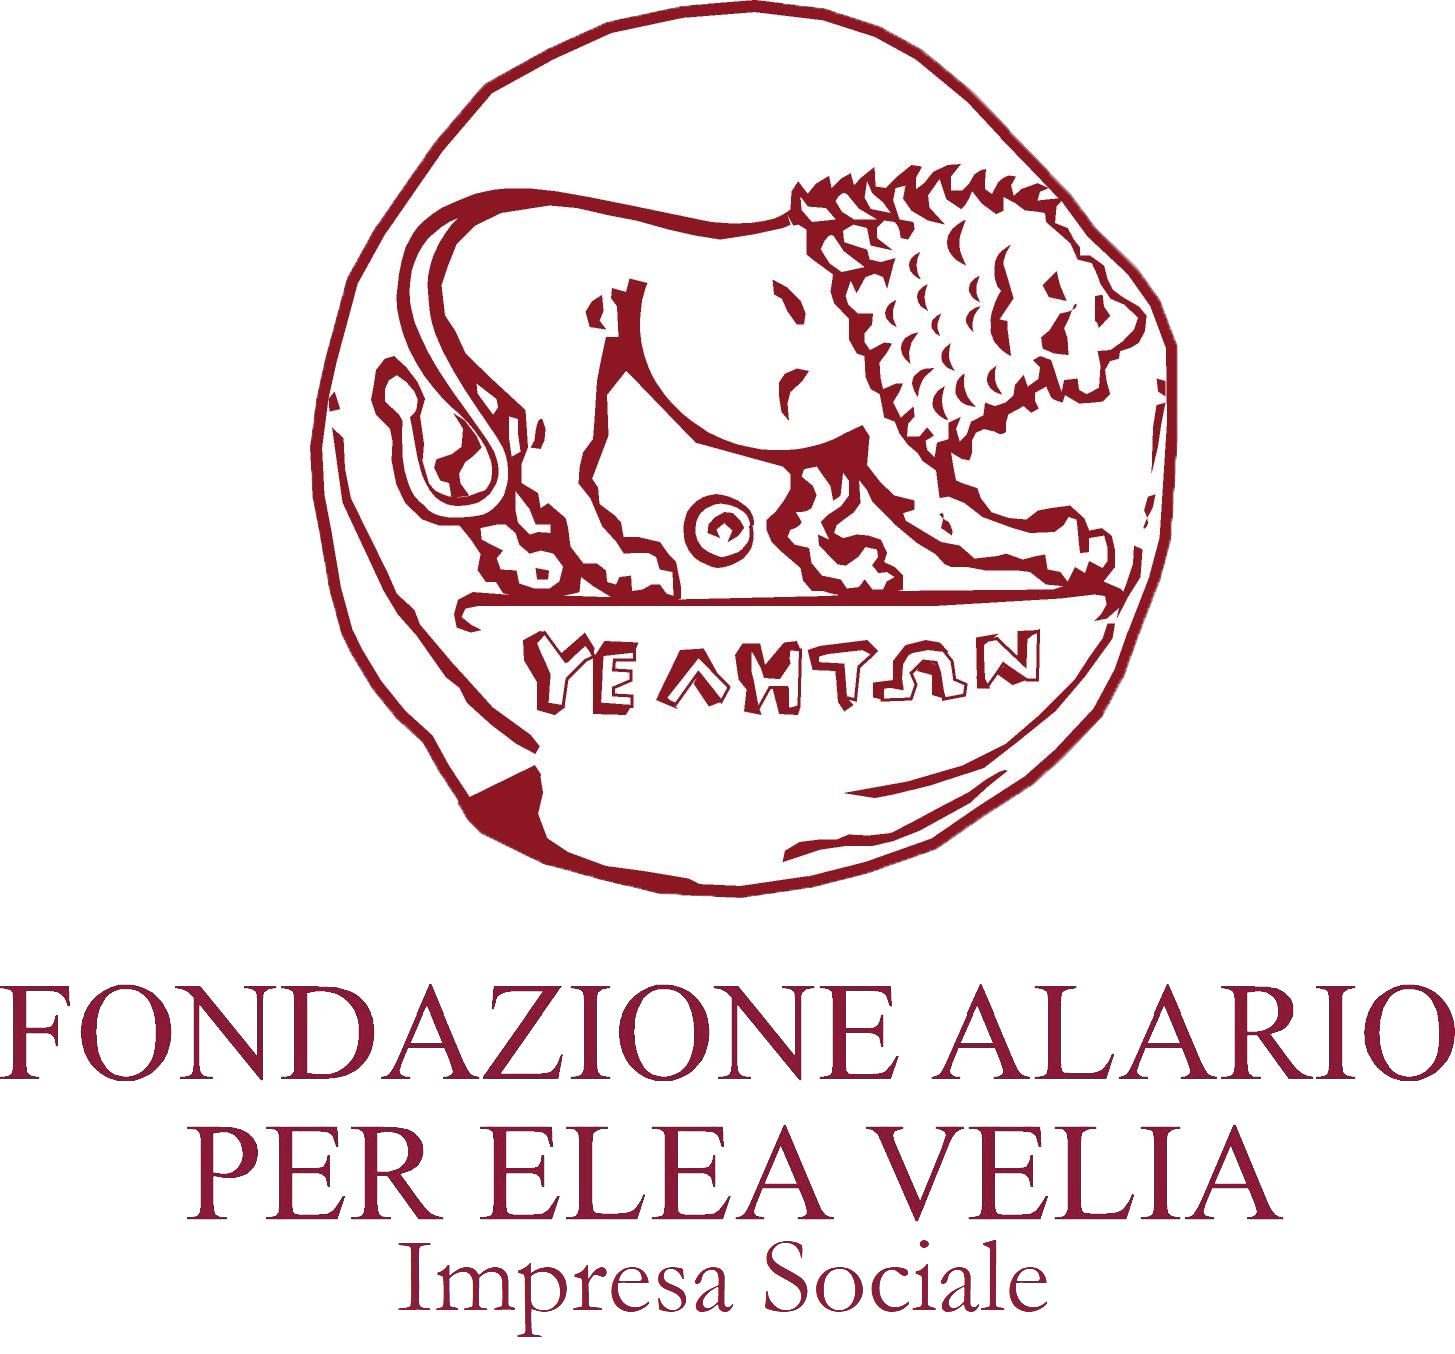 ΥΕΛΗΤΩΝ
FONDAZIONE ALARIO
PER ELEA VELIA
Impresa Sociale